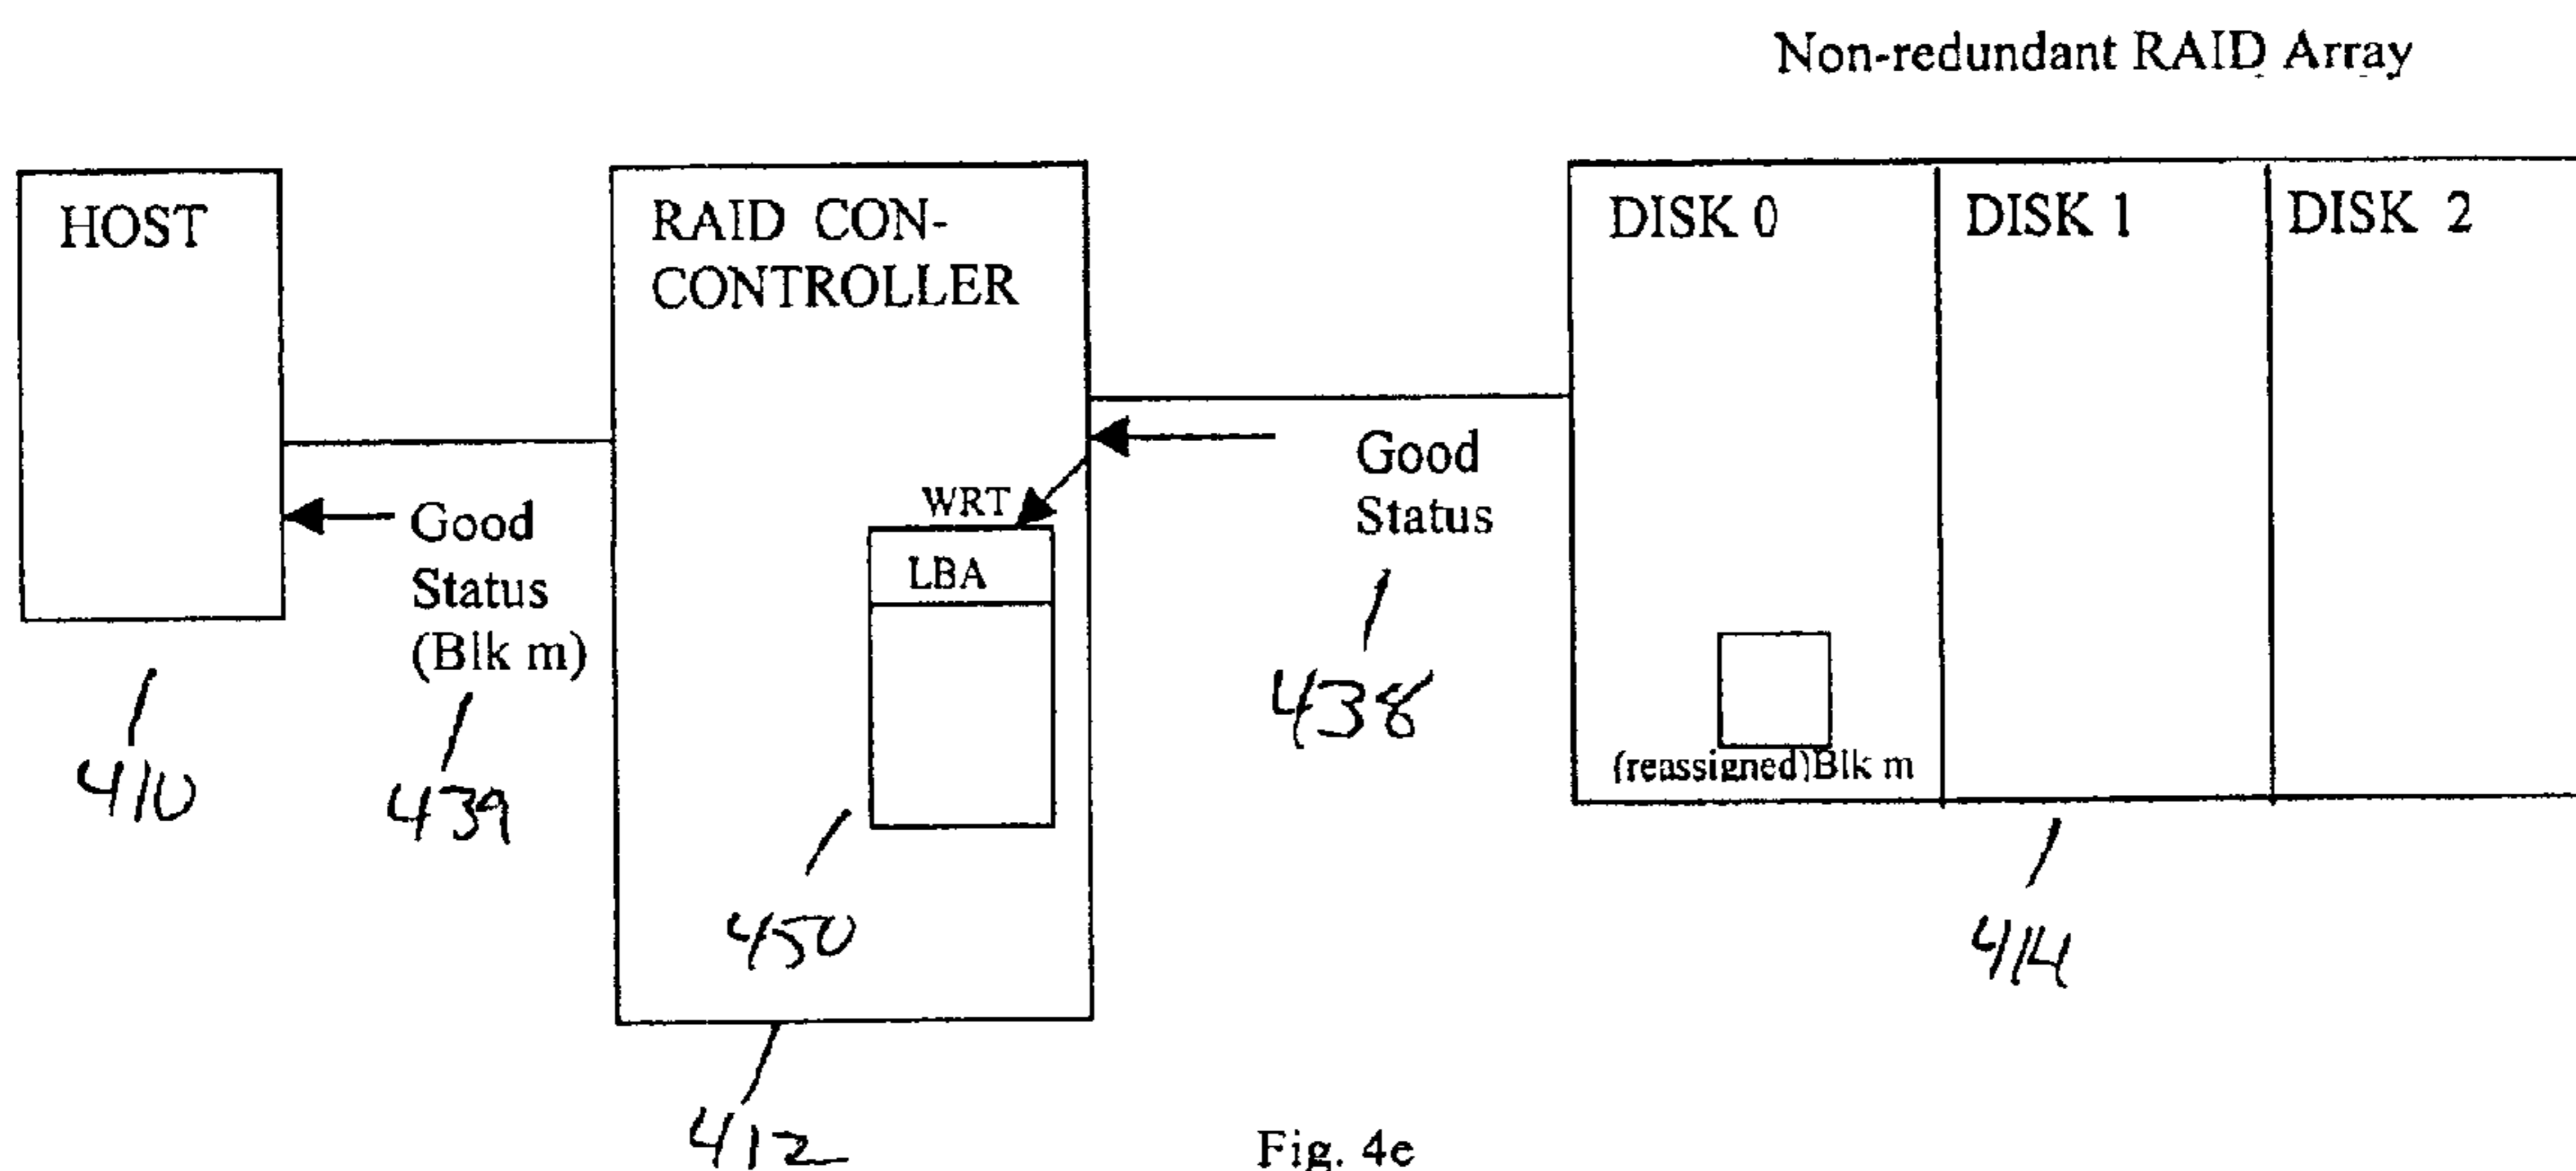 Non-redundant RAID Array
HOST
RAID CON-
CONTROLLER
DISK 0
DISK 1
DISK 2
Good
Status
(Blk m)
WRT
LBA
Good
Status
(reassigned)Blk m
410
439
450
412
438
414
Fig. 4e